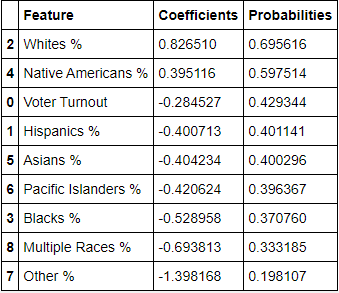 Feature Coefficients Probabilities
2 Whites % 0.826510 0.695616
4 Native Americans % 0.395116 0.597514
0 Voter Turnout -0.284527 0.429344
1 Hispanics % -0.400713 0.401141
5 Asians % -0.404234 0.400296
6 Pacific Islanders % -0.420624 0.396367
3 Blacks % -0.528958 0.370760
8 Multiple Races % -0.693813 0.333185
7 Other % -1.398168 0.198107